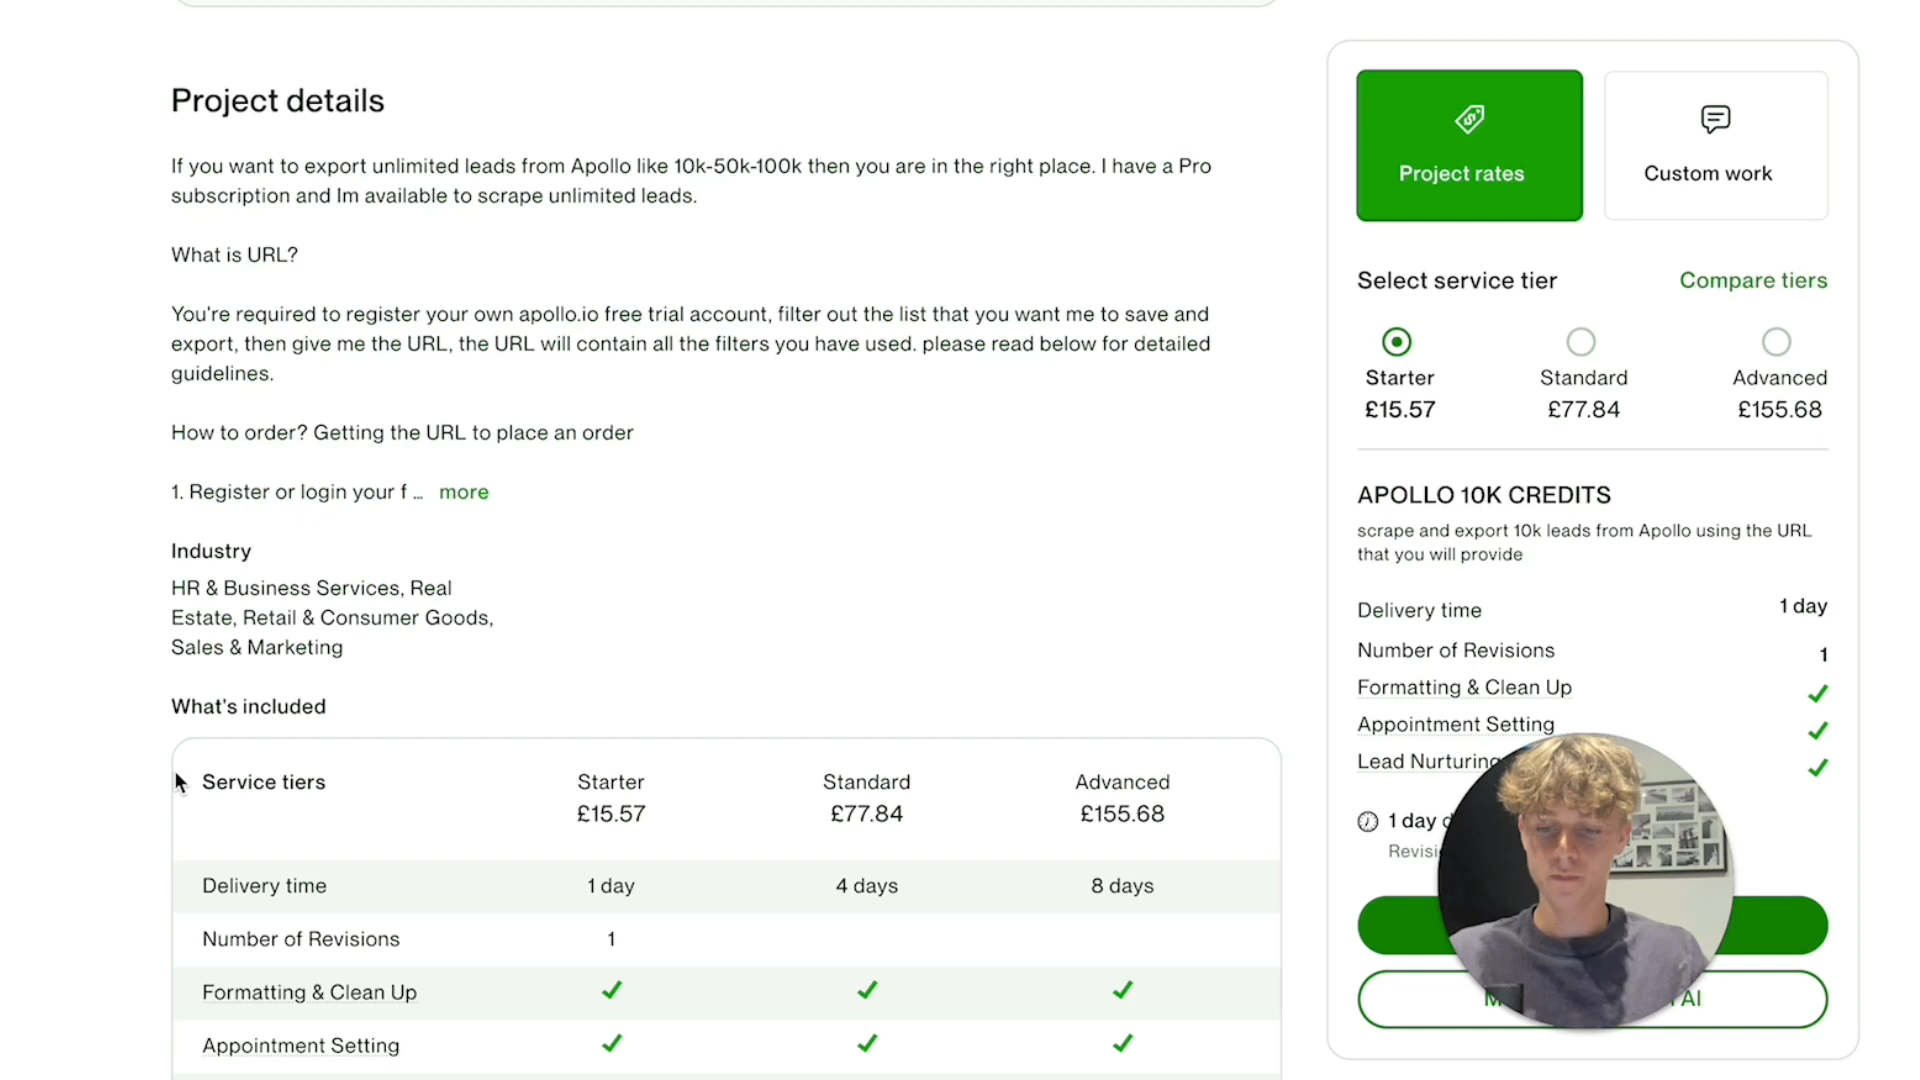 Project details
If you want to export unlimited leads from Apollo like 10k-50k-100k then you are in the right place. I have a Pro
subscription and Im available to scrape unlimited leads.
What is URL?
You're required to register your own apollo.io free trial account, filter out the list that you want me to save and
export, then give me the URL, the URL will contain all the filters you have used. please read below for detailed
guidelines.
How to order? Getting the URL to place an order
1. Register or login your f ... more
Industry
HR & Business Services, Real
Estate, Retail & Consumer Goods,
Sales & Marketing
What's included
Service tiers Starter Standard Advanced
£15.57 £77.84 £155.68
Delivery time 1 day 4 days 8 days
Number of Revisions 1
Formatting & Clean Up
Appointment Setting
Project rates Custom work
Select service tier Compare tiers
Starter Standard Advanced
£15.57 £77.84 £155.68
APOLLO 10K CREDITS
scrape and export 10k leads from Apollo using the URL
that you will provide
Delivery time 1 day
Number of Revisions 1
Formatting & Clean Up
Appointment Setting
Lead Nurturing
1 day
AI